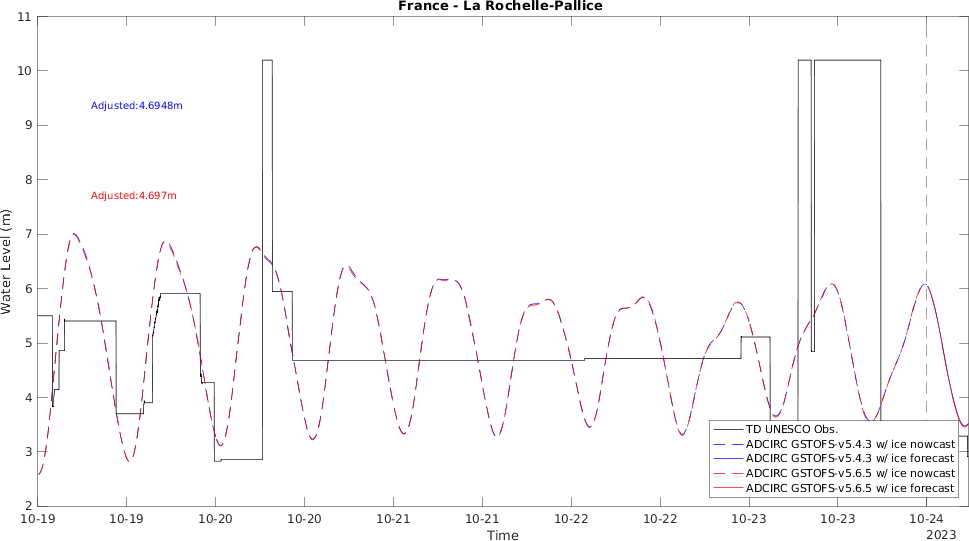 France - La Rochelle-Pallice
11
10
9
8
7
6
5
4
3
2
Water Level (m)
Adjusted:4.6948m
Adjusted:4.697m
TD UNESCO Obs.
ADCIRC GSTOFS-v5.4.3 w/ ice nowcast
ADCIRC GSTOFS-v5.4.3 w/ ice forecast
ADCIRC GSTOFS-v5.6.5 w/ ice nowcast
ADCIRC GSTOFS-v5.6.5 w/ ice forecast
10-19 10-19 10-20 10-20 10-21 10-21 10-22 10-22 10-23 10-23 10-24
Time
2023